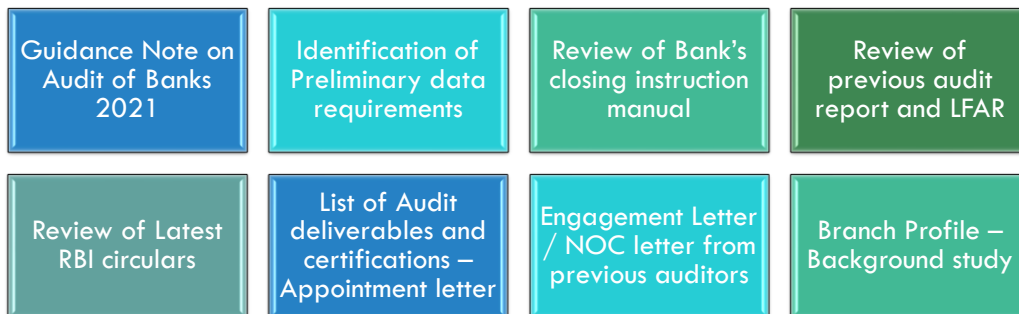 Guidance Note on
Audit of Banks
2021
Identification of
Preliminary data
requirements
Review of Bank's
closing instruction
manual
Review of
previous audit
report and LFAR
Review of Latest
RBI circulars
List of Audit
deliverables and
certifications –
Appointment letter
Engagement Letter
/ NOC letter from
previous auditors
Branch Profile –
Background study